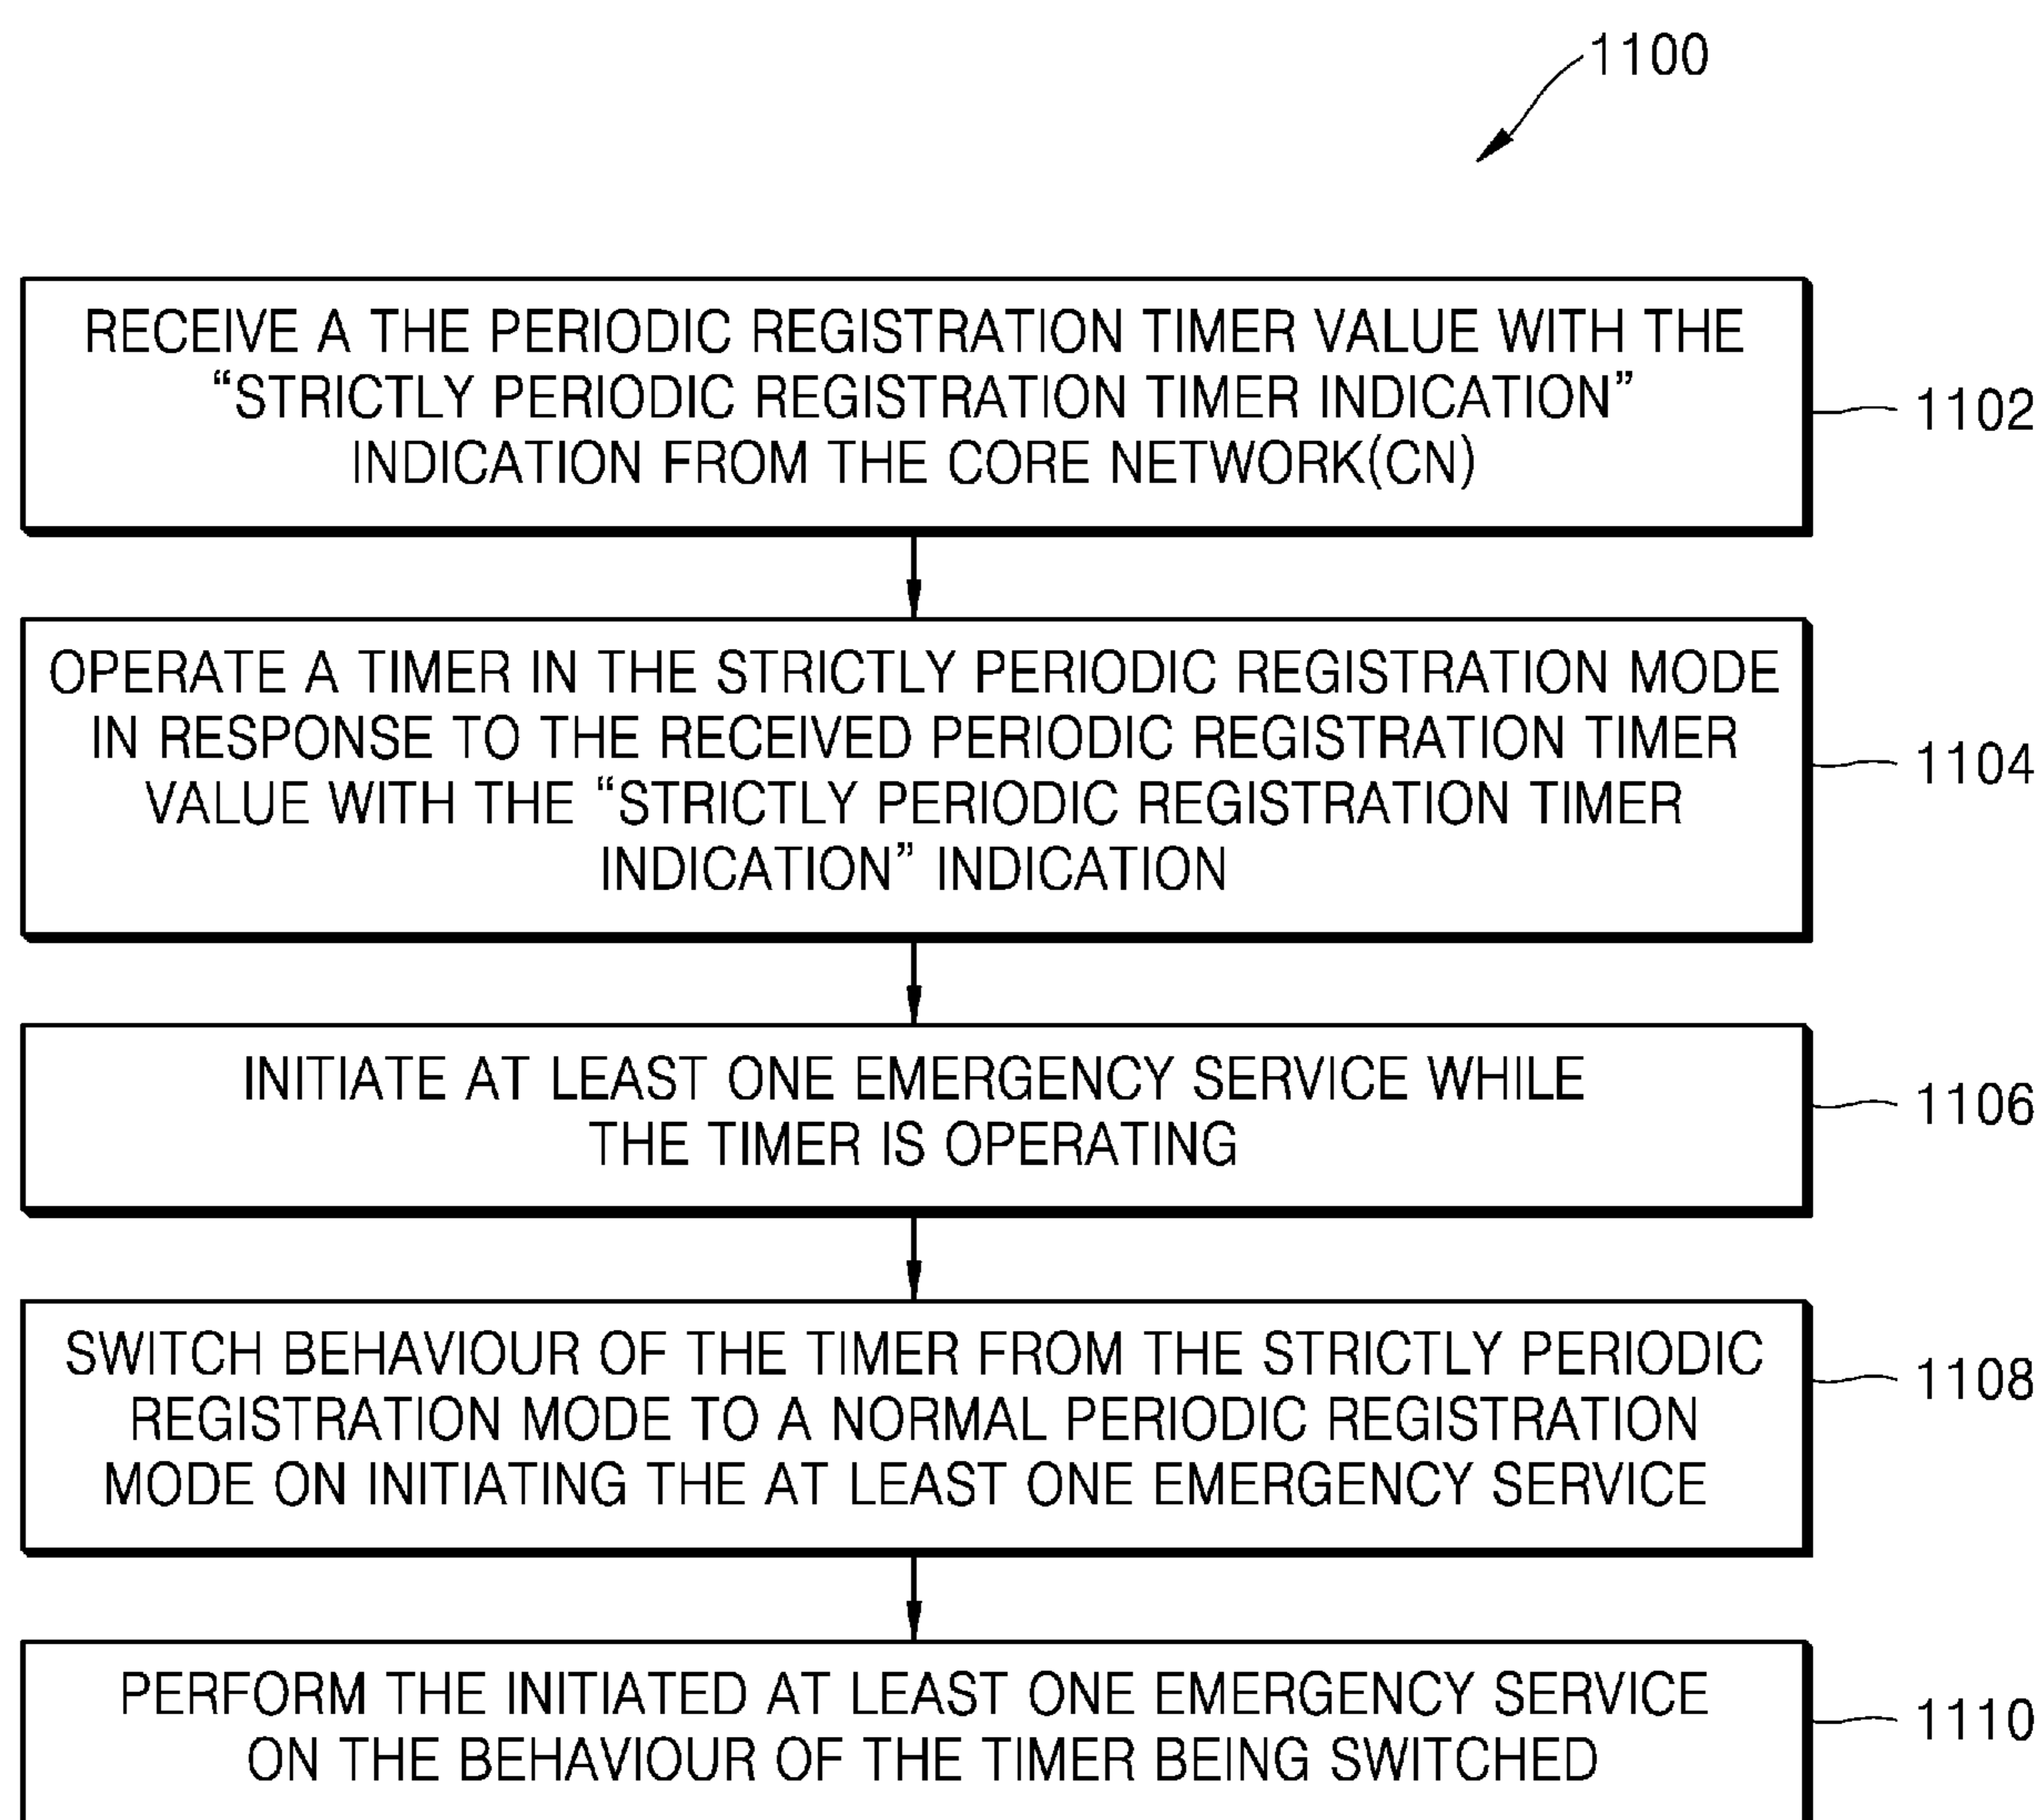 1100
RECEIVE A THE PERIODIC REGISTRATION TIMER VALUE WITH THE
“STRICTLY PERIODIC REGISTRATION TIMER INDICATION”
INDICATION FROM THE CORE NETWORK(CN)
1102
OPERATE A TIMER IN THE STRICTLY PERIODIC REGISTRATION MODE
IN RESPONSE TO THE RECEIVED PERIODIC REGISTRATION TIMER
VALUE WITH THE “STRICTLY PERIODIC REGISTRATION TIMER
INDICATION” INDICATION
1104
INITIATE AT LEAST ONE EMERGENCY SERVICE WHILE
THE TIMER IS OPERATING
1106
SWITCH BEHAVIOUR OF THE TIMER FROM THE STRICTLY PERIODIC
REGISTRATION MODE TO A NORMAL PERIODIC REGISTRATION
MODE ON INITIATING THE AT LEAST ONE EMERGENCY SERVICE
1108
PERFORM THE INITIATED AT LEAST ONE EMERGENCY SERVICE
ON THE BEHAVIOUR OF THE TIMER BEING SWITCHED
1110